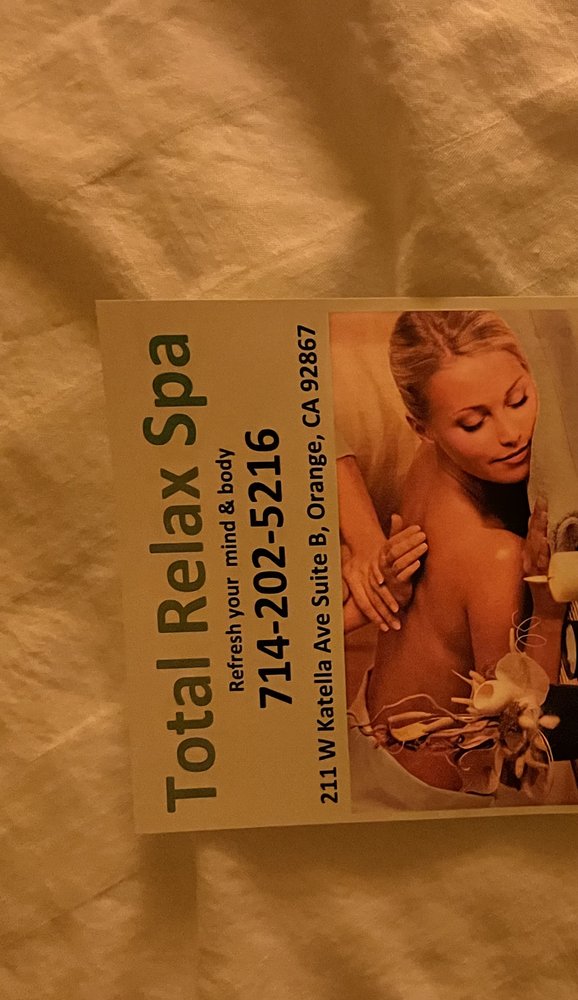 Total Relax Spa
Refresh your mind & body
714-202-5216
211 W Katella Ave Suite B, Orange, CA 92867